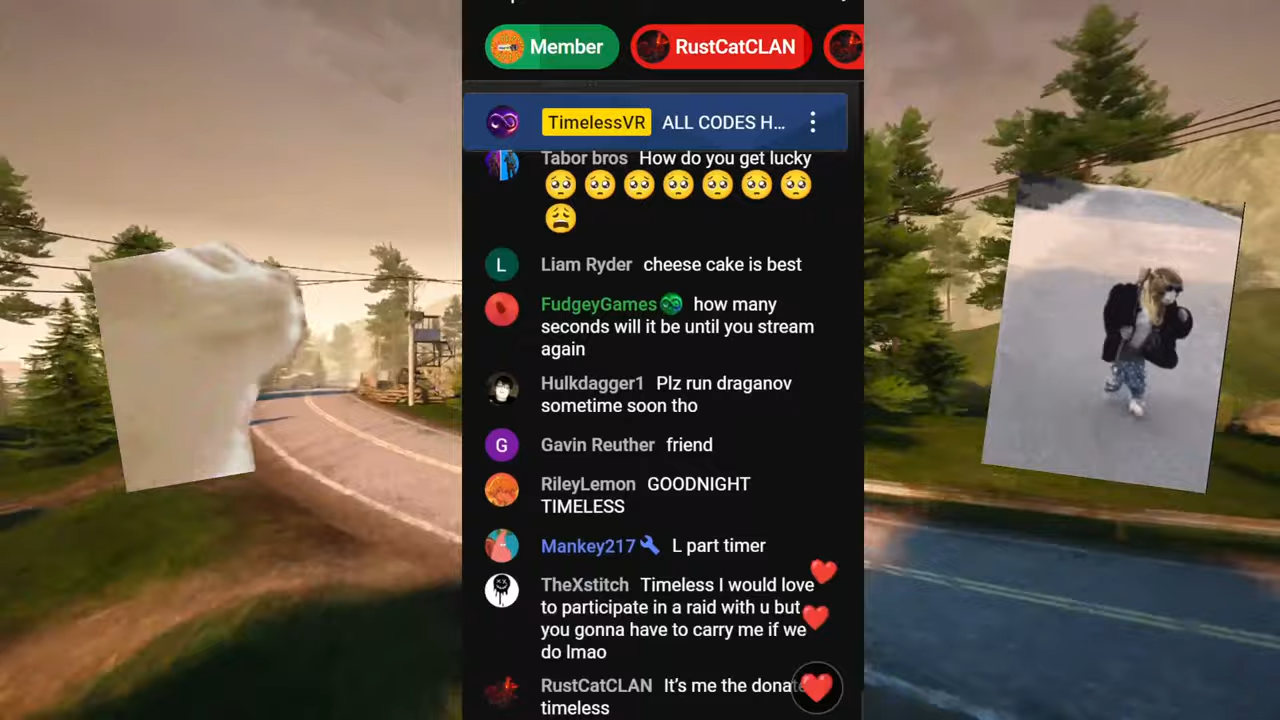 Member RustCatCLAN
TimelessVR ALL CODES H...
Tabor bros How do you get lucky
🥺🥺🥺🥺🥺🥺🥺
😩
L Liam Ryder cheese cake is best
FudgeyGames how many
seconds will it be until you stream
again
Hulkdagger1 Plz run draganov
sometime soon tho
G Gavin Reuther friend
RileyLemon GOODNIGHT
TIMELESS
Mankey217 L part timer
TheXstitch Timeless I would love
to participate in a raid with u but
you gonna have to carry me if we
do lmao
RustCatCLAN It's me the
timeless